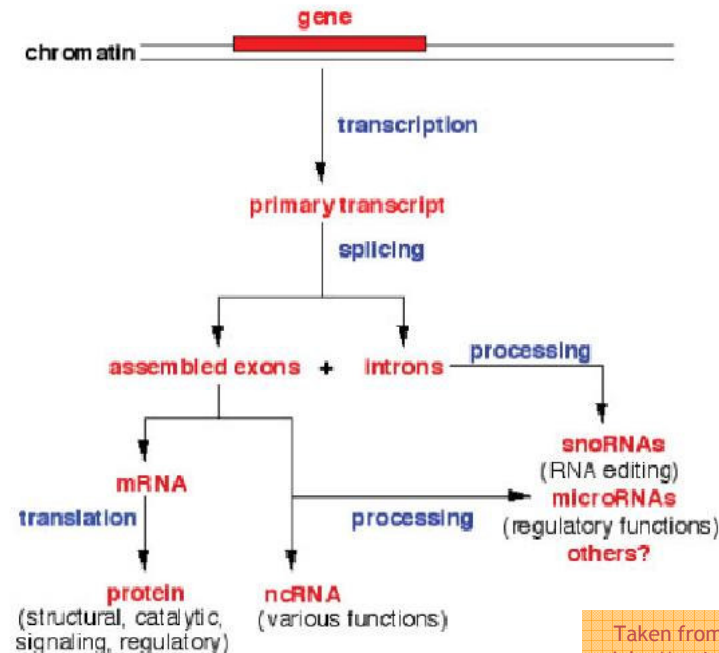 gene
chromatin
transcription
primary transcript
splicing
assembled exons + introns
processing
snoRNAs
(RNA editing)
mRNA
microRNAs
translation
processing
(regulatory functions)
others?
protein
ncRNA
(structural, catalytic,
signaling, regulatory)
(various functions)
Taken from